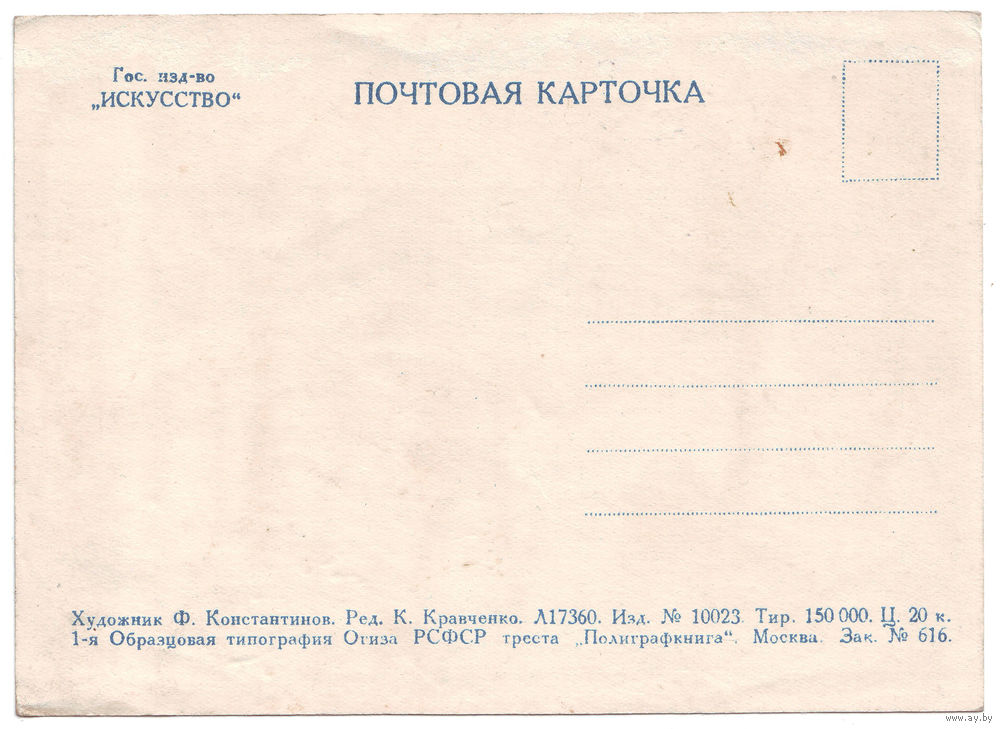 Гос. изд-во
„ИСКУССТВО“
ПОЧТОВАЯ КАРТОЧКА
Художник Ф. Константинов. Ред. К. Кравченко. Л17360. Изд. № 10023. Тир. 150 000. Ц. 20 к.
1-я Образцовая типография Огиза РСФСР треста „Полиграфкнига“. Москва. Зак. № 616.
www.ay.by